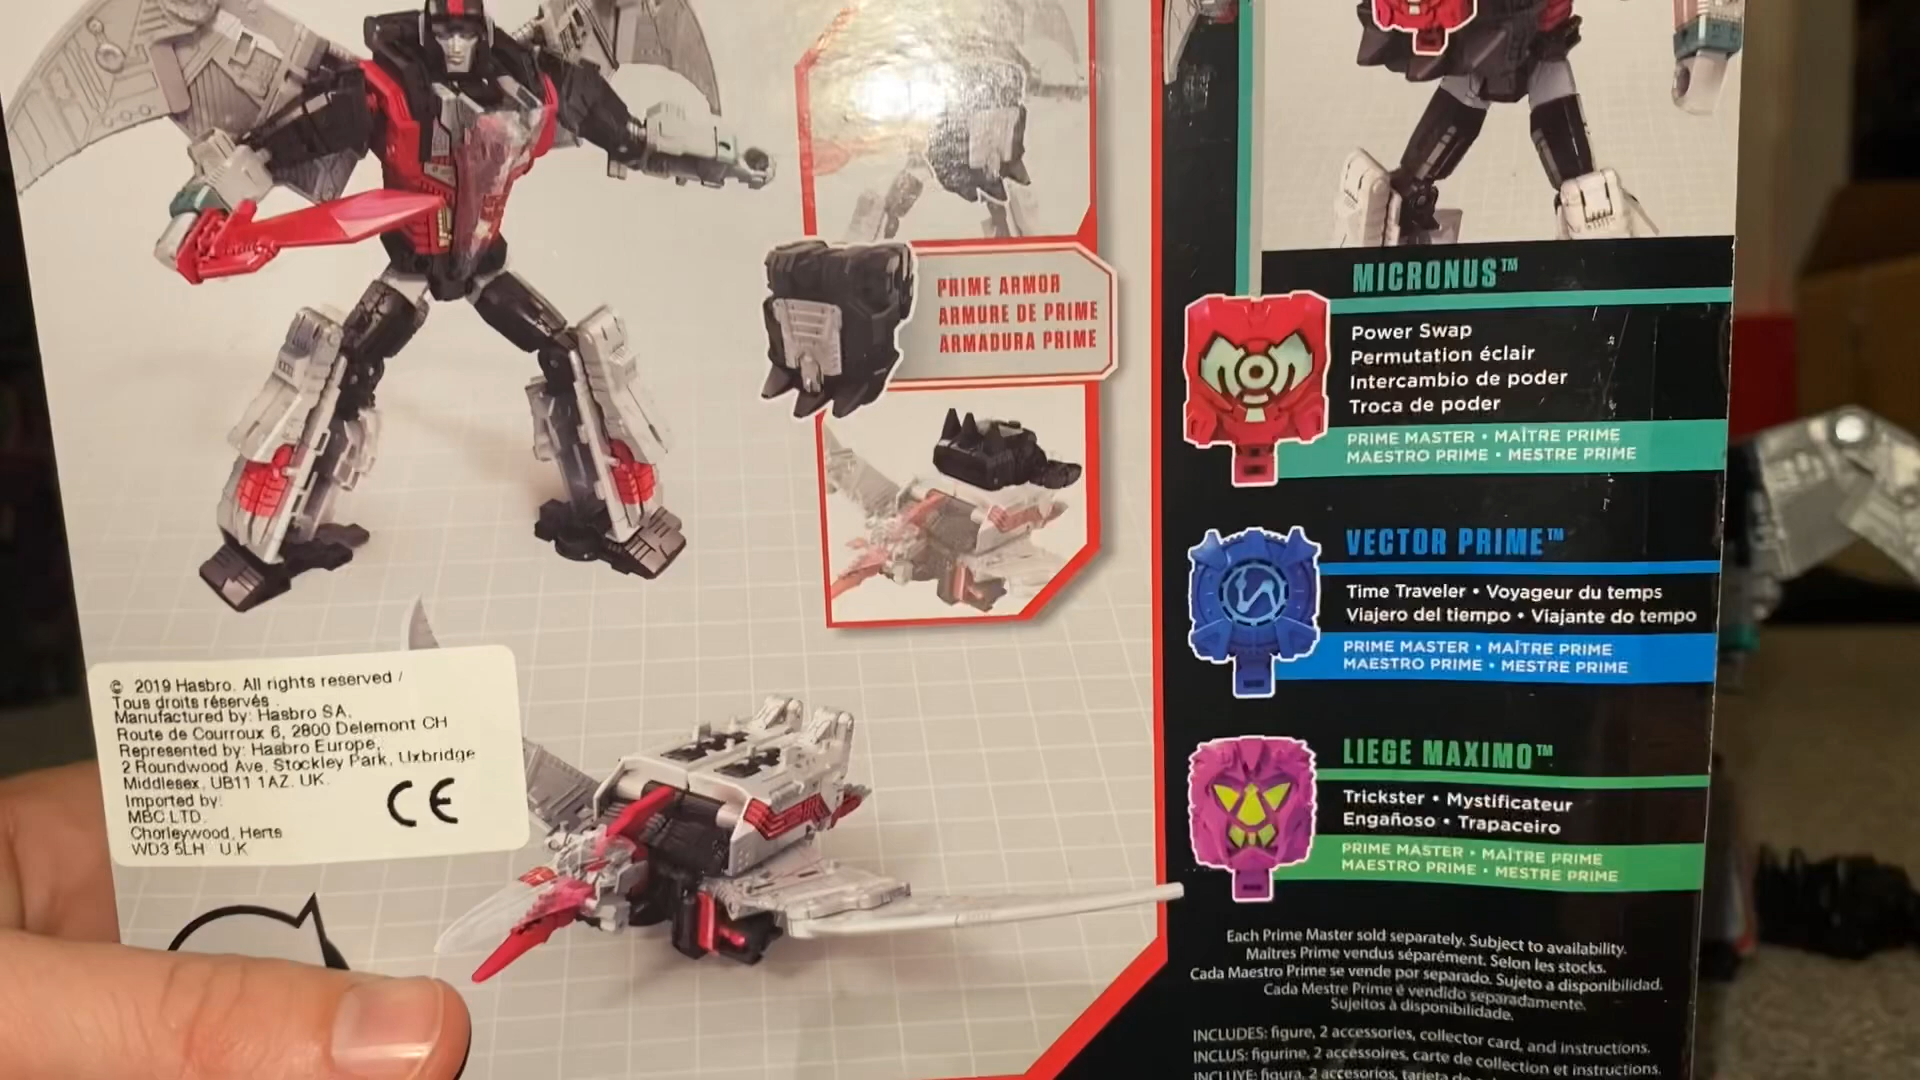 PRIME ARMOR
ARMURE DE PRIME
ARMADURA PRIME
© 2019 Hasbro. All rights reserved /
Tous droits réservés
Manufactured by: Hasbro SA,
Route de Courroux 6, 2800 Delemont CH
Represented by: Hasbro Europe,
2 Roundwood Ave, Stockley Park, Uxbridge
Middlesex, UB11 1AZ. UK.
Imported by:
MBC LTD.
Chorleywood, Herts
WD3 5LH U.K
CE
MICRONUS™
Power Swap
Permutation éclair
Intercambio de poder
Troca de poder
PRIME MASTER • MAÎTRE PRIME
MAESTRO PRIME • MESTRE PRIME
VECTOR PRIME™
Time Traveler • Voyageur du temps
Viajero del tiempo • Viajante do tempo
PRIME MASTER • MAÎTRE PRIME
MAESTRO PRIME • MESTRE PRIME
LIEGE MAXIMO™
Trickster • Mystificateur
Engañoso • Trapaceiro
PRIME MASTER • MAÎTRE PRIME
MAESTRO PRIME • MESTRE PRIME
Each Prime Master sold separately. Subject to availability.
Maîtres Prime vendus séparément. Selon les stocks.
Cada Maestro Prime se vende por separado. Sujeto a disponibilidad.
Cada Mestre Prime é vendido separadamente.
Sujeitos à disponibilidade.
INCLUDES: figure, 2 accessories, collector card, and instructions.
INCLUS: figurine, 2 accessoires, carte de collection et instructions.
INCLUYE: figura, 2 accesorios, tarjeta de